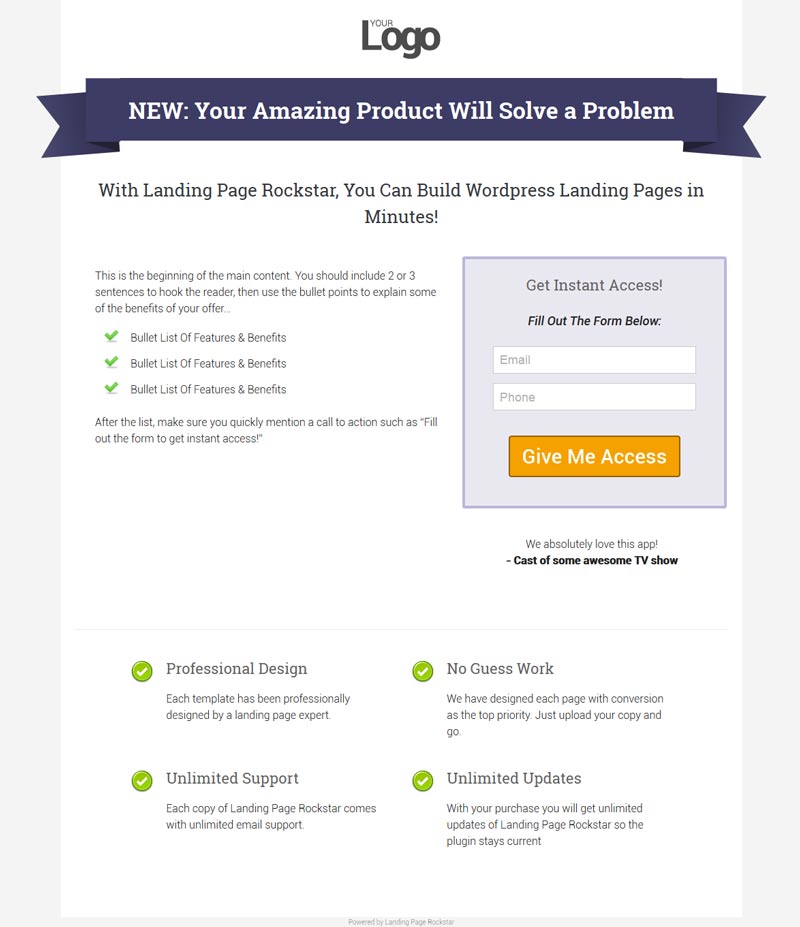 YOUR
Logo
NEW: Your Amazing Product Will Solve a Problem
With Landing Page Rockstar, You Can Build Wordpress Landing Pages in
Minutes!
This is the beginning of the main content. You should include 2 or 3
sentences to hook the reader, then use the bullet points to explain some
of the benefits of your offer...
Bullet List Of Features & Benefits
Bullet List Of Features & Benefits
Bullet List Of Features & Benefits
After the list, make sure you quickly mention a call to action such as "Fill
out the form to get instant access!"
Get Instant Access!
Fill Out The Form Below:
Email
Phone
Give Me Access
We absolutely love this app!
- Cast of some awesome TV show
Professional Design
Each template has been professionally
designed by a landing page expert.
No Guess Work
We have designed each page with conversion
as the top priority. Just upload your copy and
go.
Unlimited Support
Each copy of Landing Page Rockstar comes
with unlimited email support.
Unlimited Updates
With your purchase you will get unlimited
updates of Landing Page Rockstar so the
plugin stays current
Powered by Landing Page Rockstar